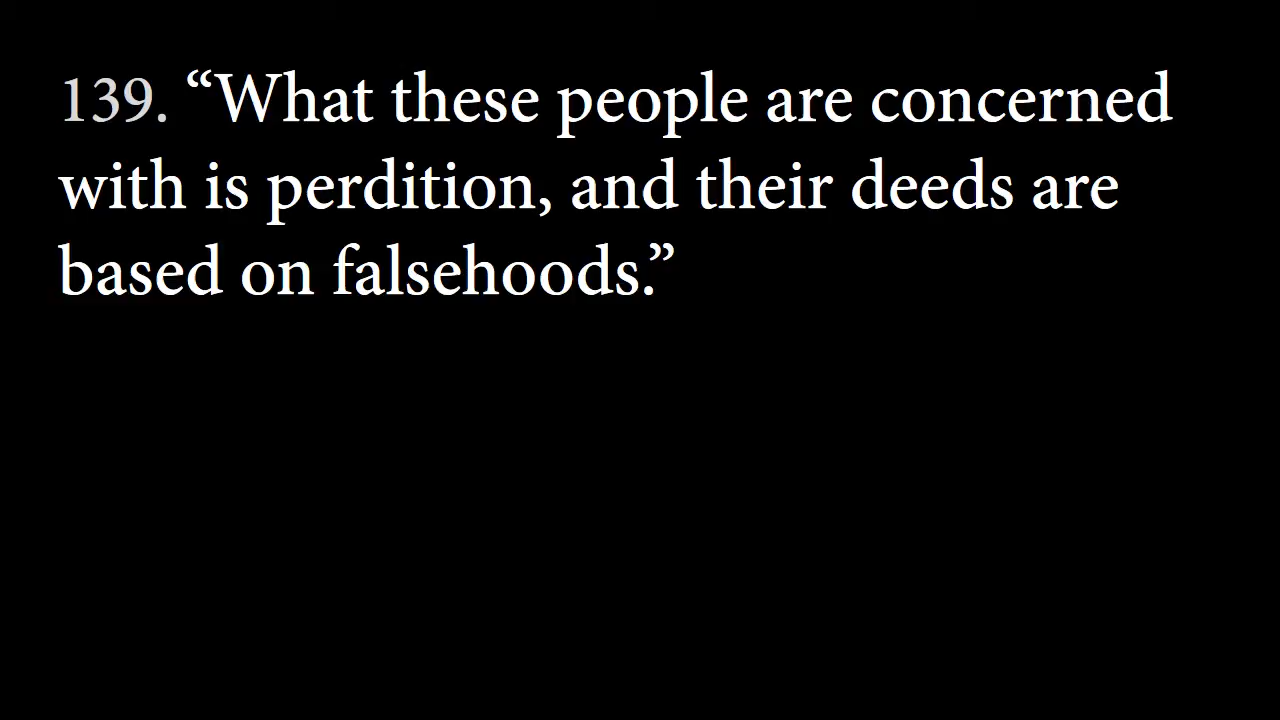 139. “What these people are concerned
with is perdition, and their deeds are
based on falsehoods.”